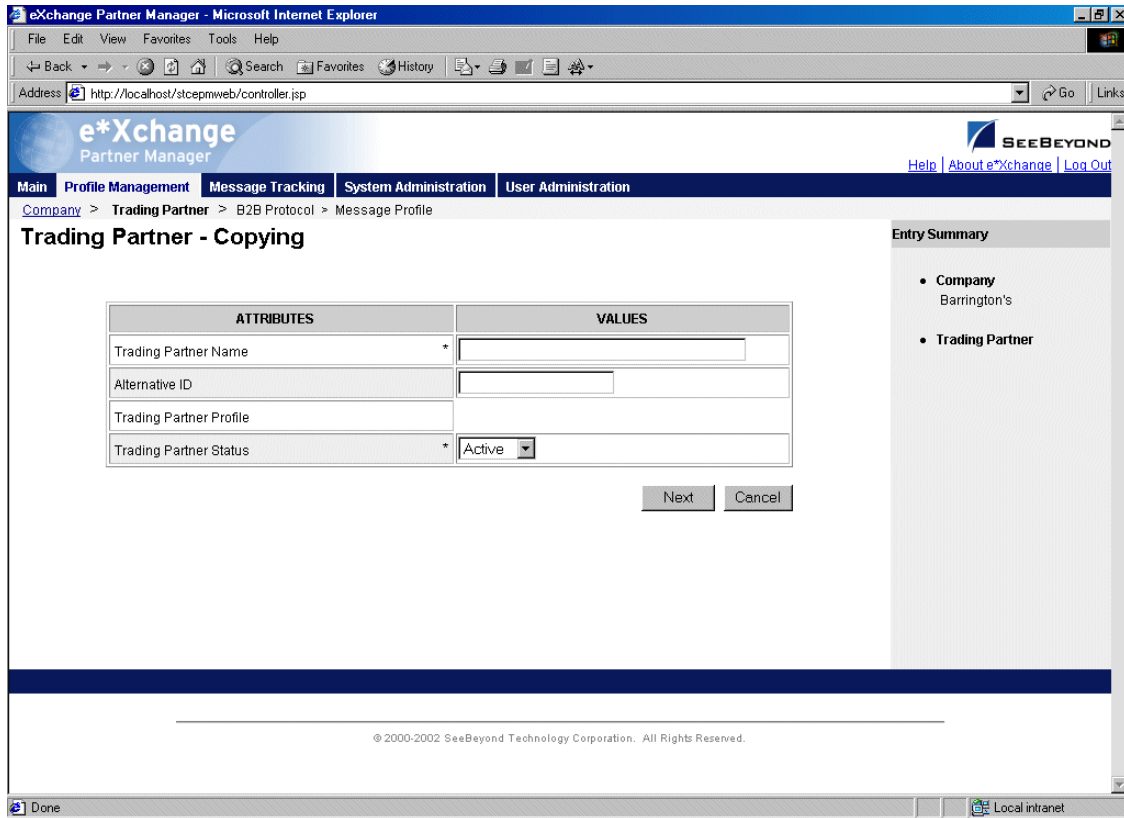 eXchange Partner Manager - Microsoft Internet Explorer
File Edit View Favorites Tools Help
Back Search Favorites History
Address http://localhost/stcepmweb/controller.jsp Go Links
e*Xchange
Partner Manager
SEEBEYOND
Help | About e*Xchange | Log Out
Main Profile Management Message Tracking System Administration User Administration
Company > Trading Partner > B2B Protocol > Message Profile
Trading Partner - Copying
Entry Summary
• Company
Barrington's
• Trading Partner
ATTRIBUTES VALUES
Trading Partner Name *
Alternative ID
Trading Partner Profile
Trading Partner Status * Active
Next Cancel
© 2000-2002 SeeBeyond Technology Corporation. All Rights Reserved.
Done Local intranet